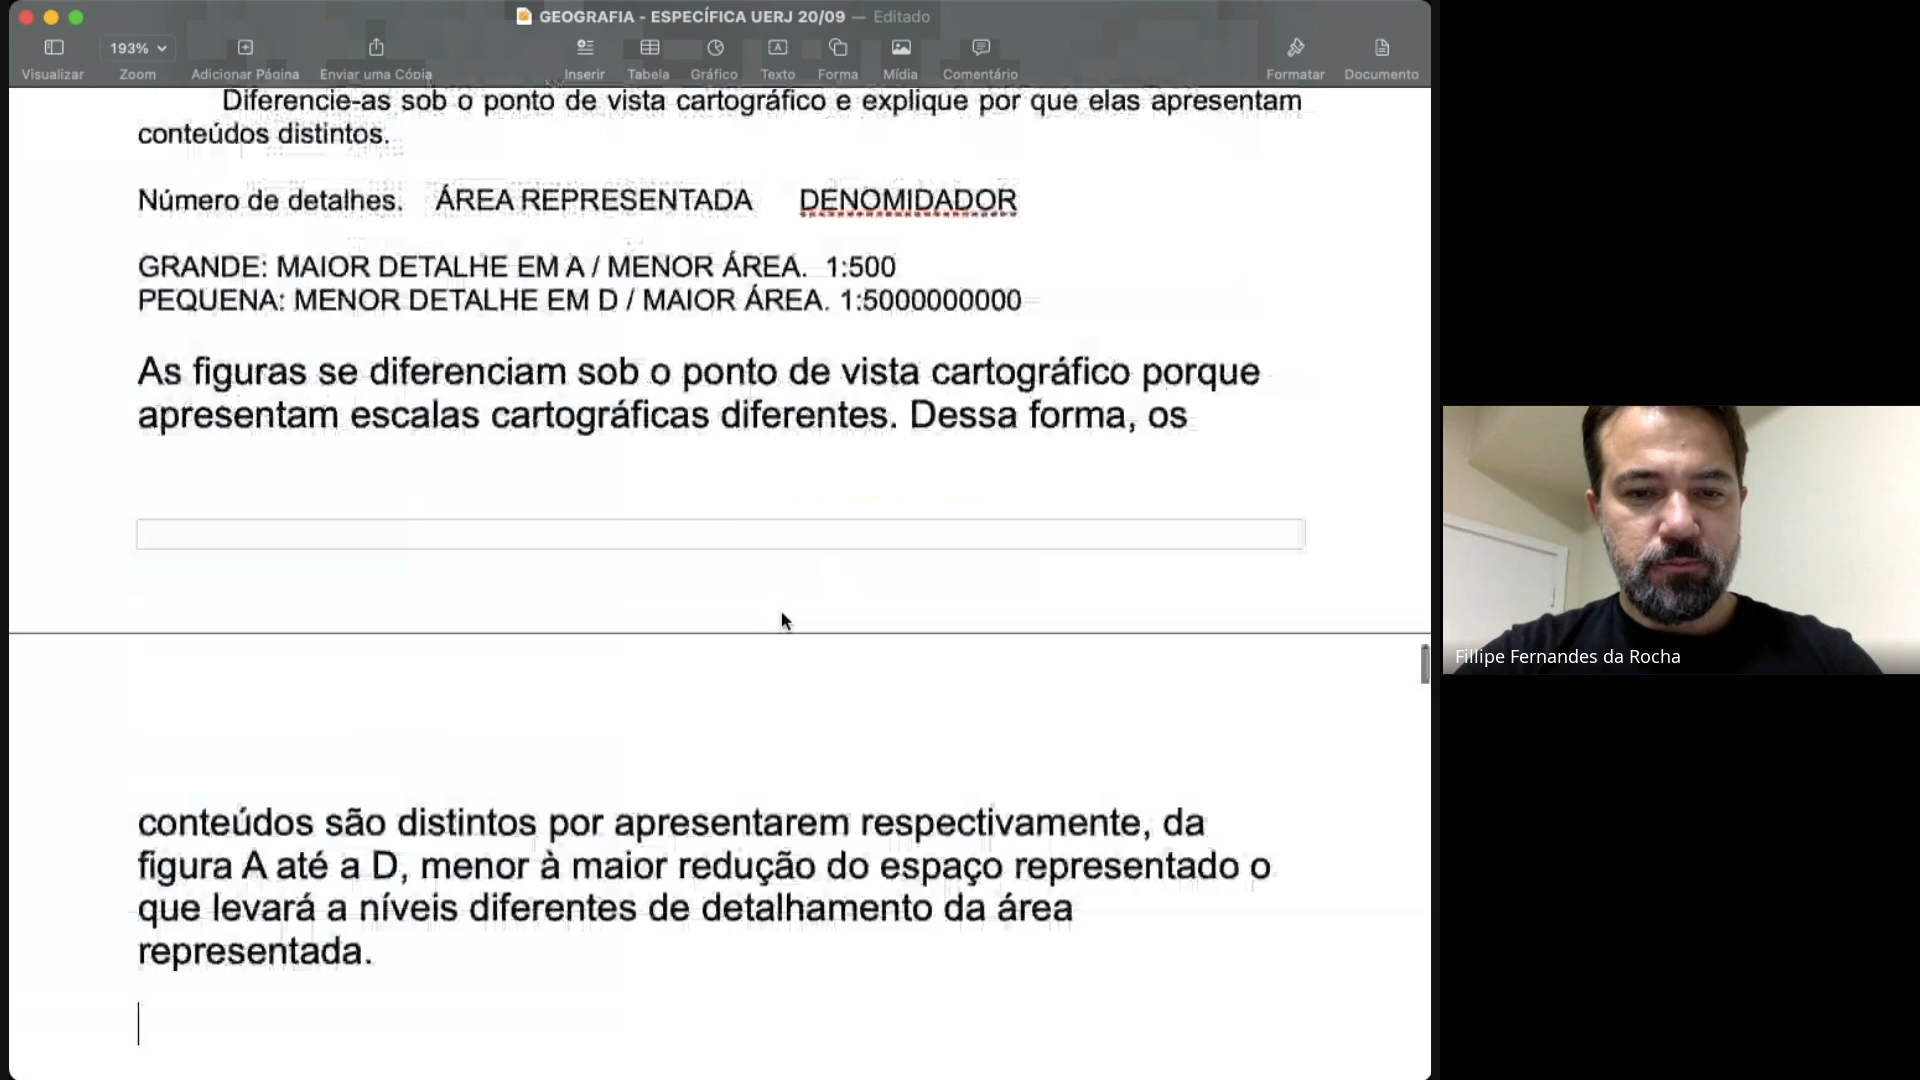 GEOGRAFIA - ESPECÍFICA UERJ 20/09 — Editado
193%
Visualizar Zoom Adicionar Página Enviar uma Cópia Inserir Tabela Gráfico Texto Forma Mídia Comentário Formatar Documento
Diferencie-as sob o ponto de vista cartográfico e explique por que elas apresentam
conteúdos distintos.
Número de detalhes. ÁREA REPRESENTADA DENOMIDADOR
GRANDE: MAIOR DETALHE EM A / MENOR ÁREA. 1:500
PEQUENA: MENOR DETALHE EM D / MAIOR ÁREA. 1:5000000000
As figuras se diferenciam sob o ponto de vista cartográfico porque
apresentam escalas cartográficas diferentes. Dessa forma, os
conteúdos são distintos por apresentarem respectivamente, da
figura A até a D, menor à maior redução do espaço representado o
que levará a níveis diferentes de detalhamento da área
representada.
Fillipe Fernandes da Rocha